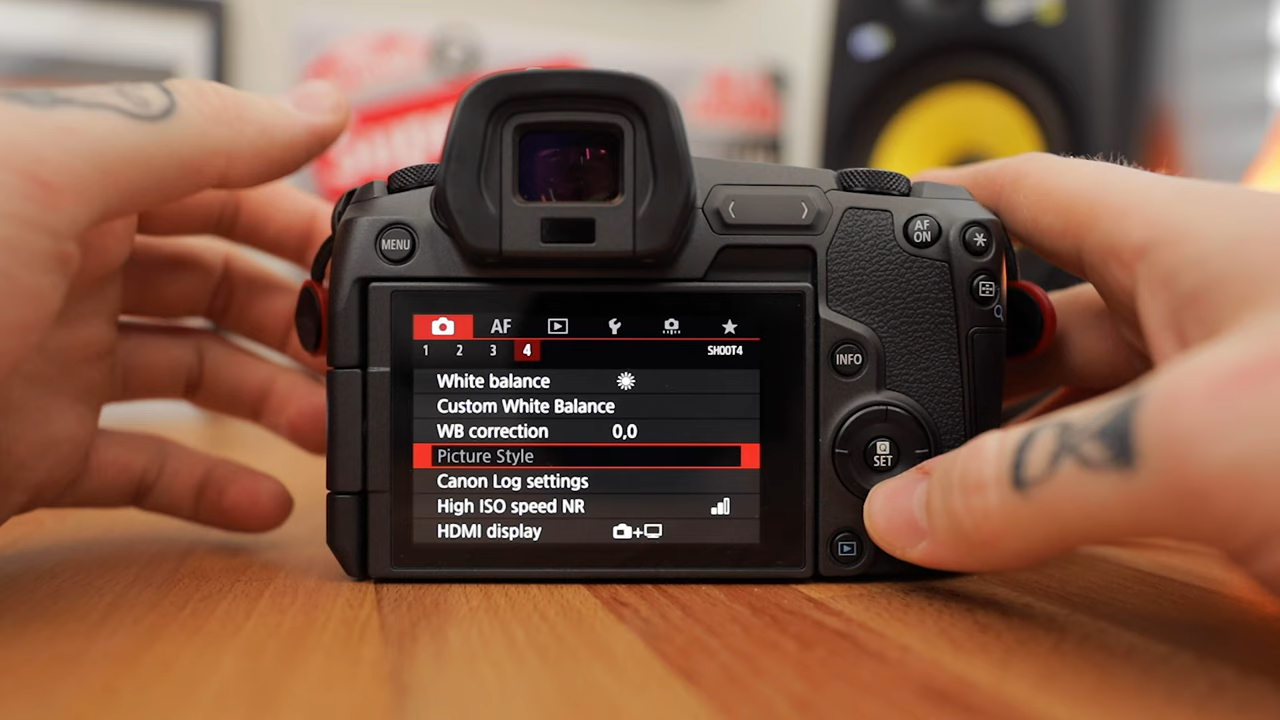 MENU
AF
ON
INFO
Q
SET
AF
1 2 3 4 SHOOT4
White balance
Custom White Balance
WB correction 0,0
Picture Style
Canon Log settings
High ISO speed NR
HDMI display